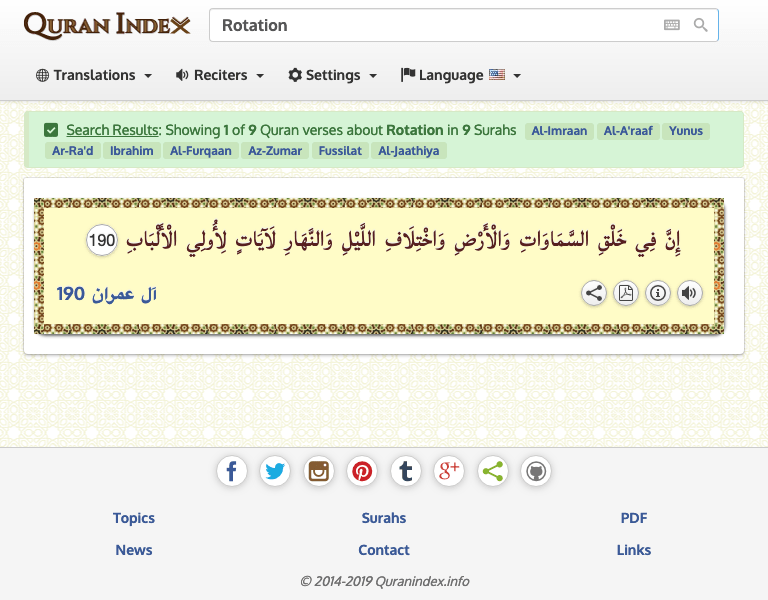 QURAN INDEX
Rotation
Translations
Reciters
Settings
Language
Search Results: Showing 1 of 9 Quran verses about Rotation in 9 Surahs Al-Imraan Al-A'raaf Yunus
Ar-Ra'd Ibrahim Al-Furqaan Az-Zumar Fussilat Al-Jaathiya
إِنَّ فِي خَلْقِ السَّمَاوَاتِ وَالْأَرْضِ وَاخْتِلَافِ اللَّيْلِ وَالنَّهَارِ لَآيَاتٍ لِأُولِي الْأَلْبَابِ 190
آل عمران 190
Topics Surahs PDF
News Contact Links
© 2014-2019 Quranindex.info